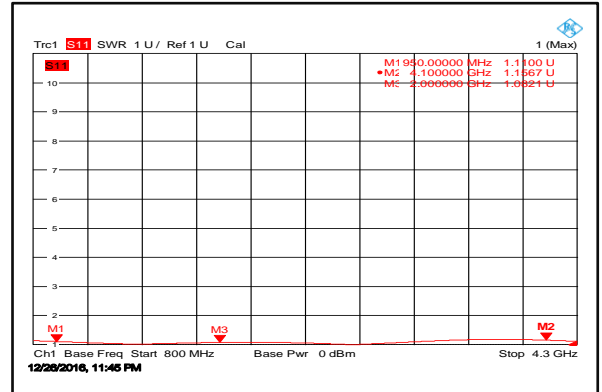 Trc1 S11 SWR 1 U / Ref 1 U Cal 1 (Max)
S11
M1 950.00000 MHz 1.1100 U
•M2 4.100000 GHz 1.1567 U
M3 2.000000 GHz 1.0821 U
10
9
8
7
6
5
4
3
2
M1 M3 M2
1
Ch1 Base Freq Start 800 MHz Base Pwr 0 dBm Stop 4.3 GHz
12/28/2016, 11:45 PM